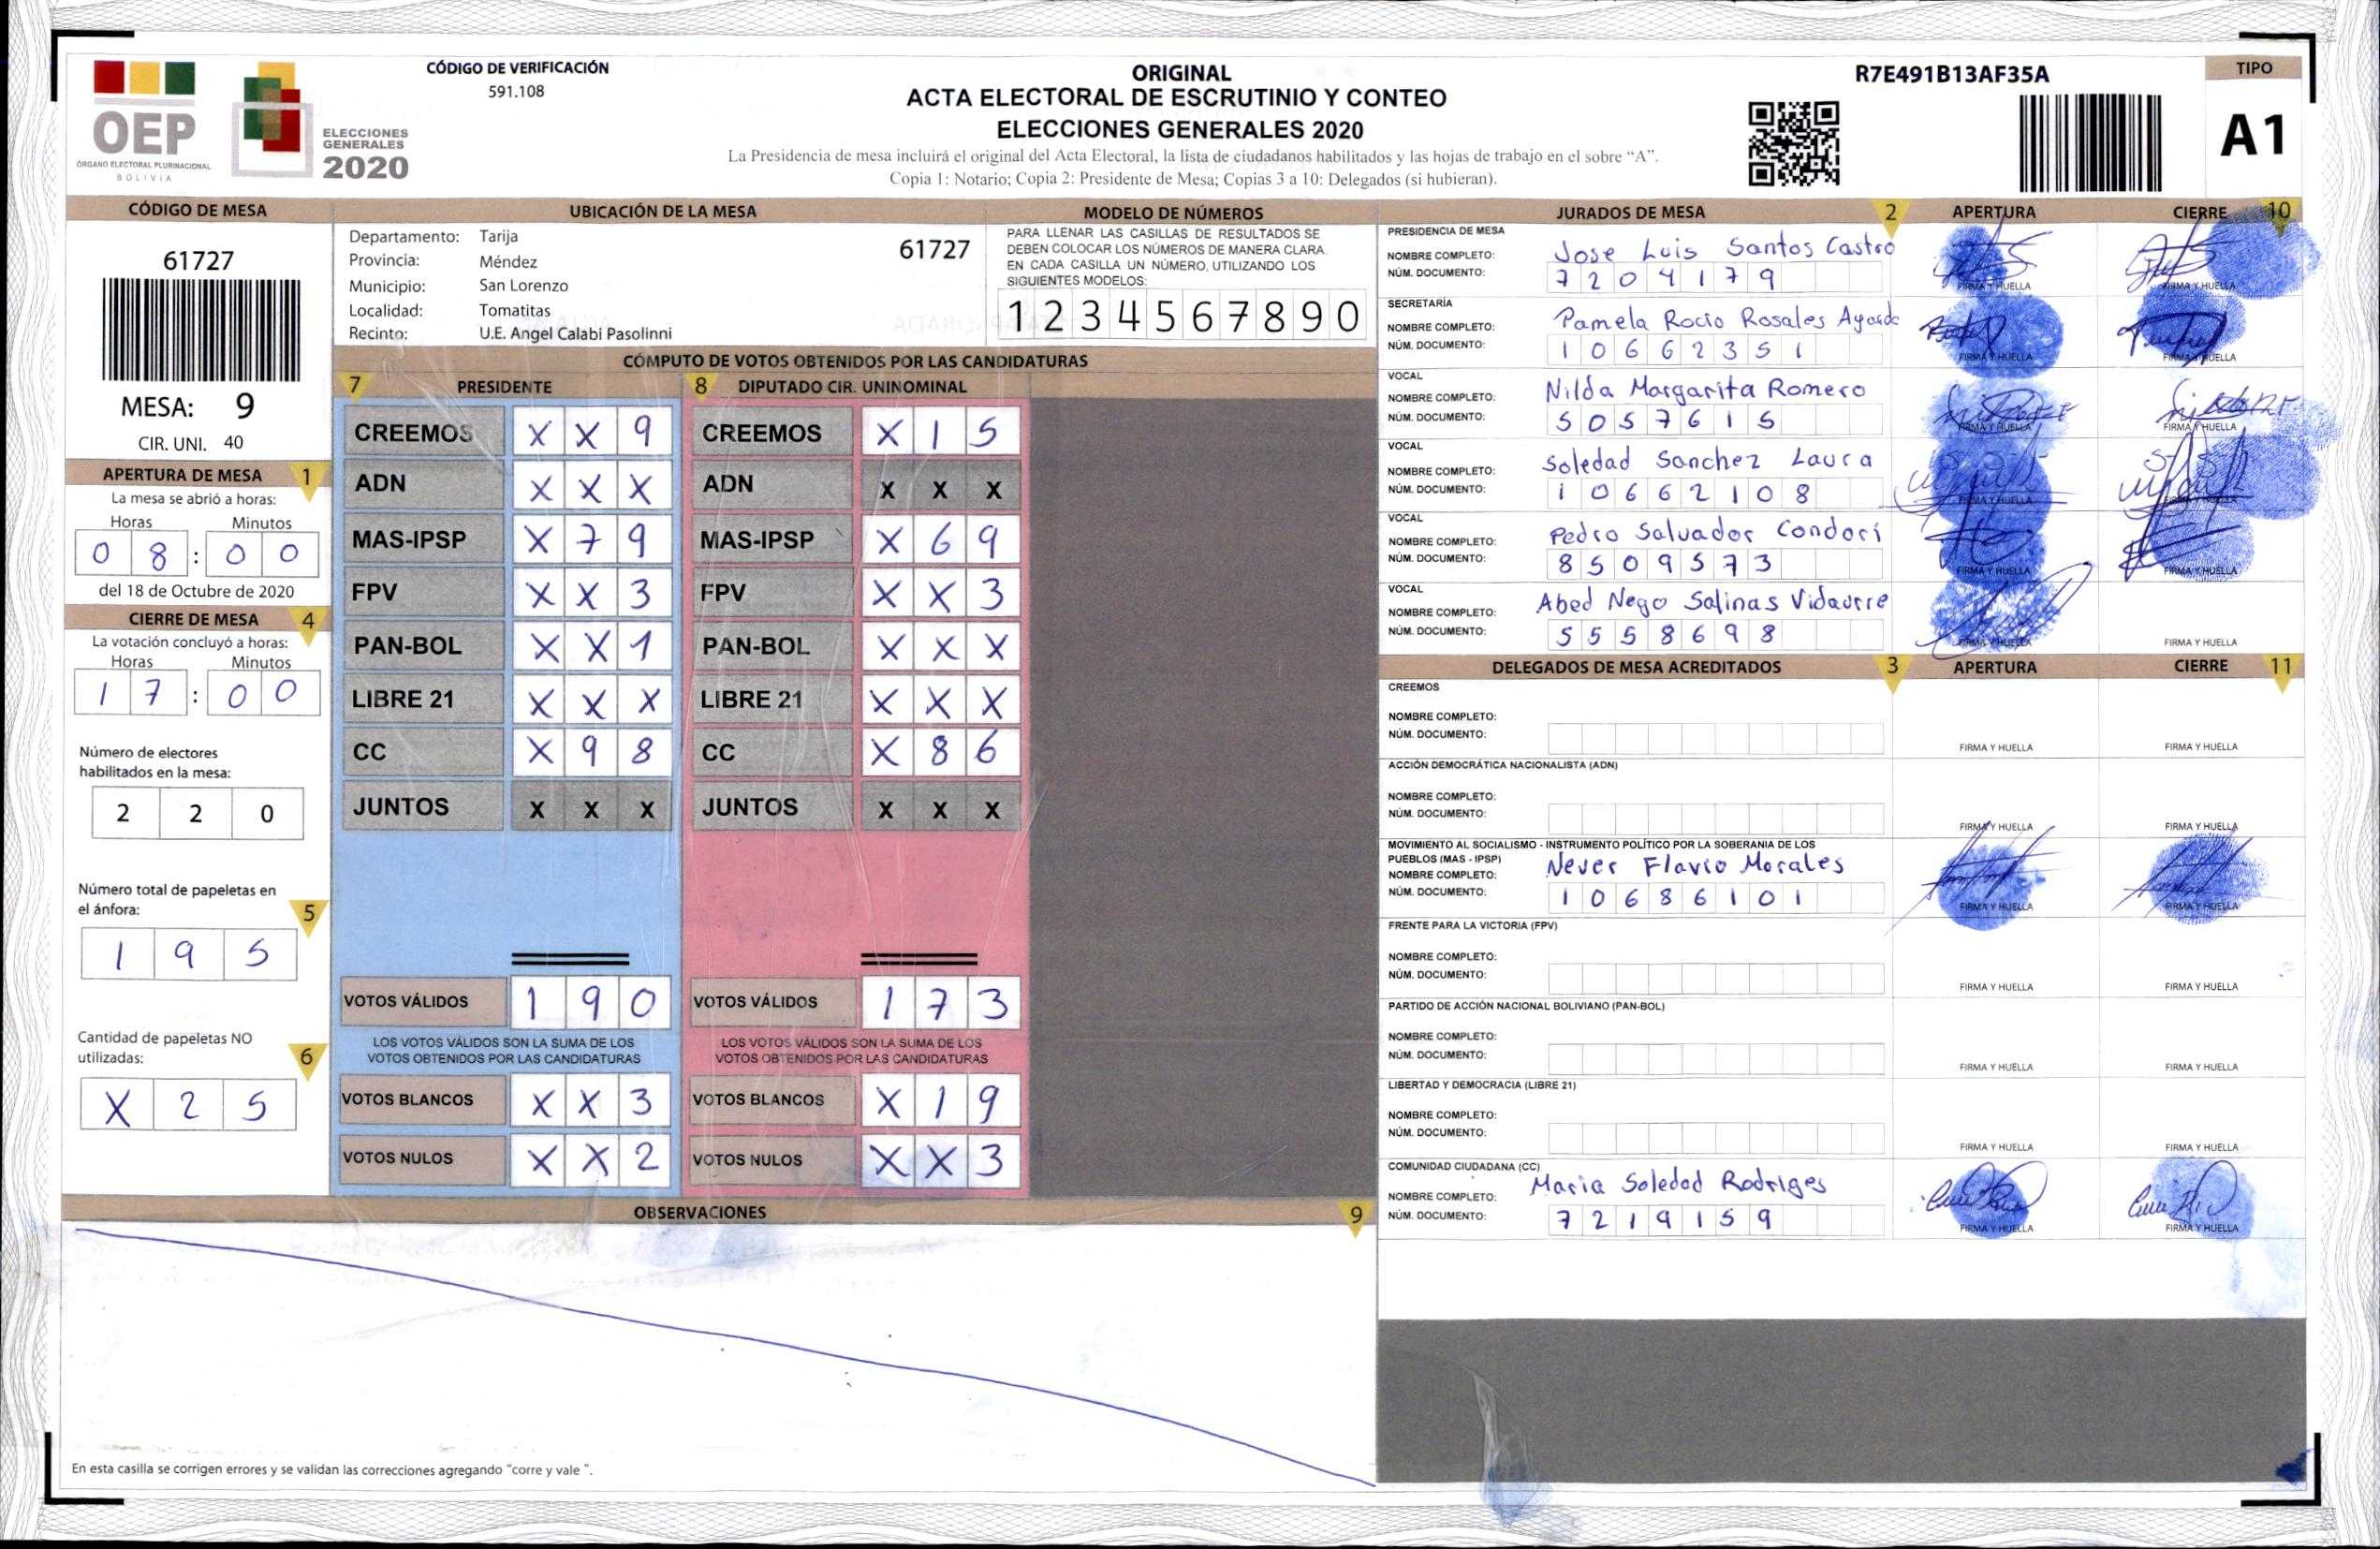 CÓDIGO DE VERIFICACIÓN
591.108
OEP
ÓRGANO ELECTORAL PLURINACIONAL
BOLIVIA
ELECCIONES
GENERALES
2020
ORIGINAL
ACTA ELECTORAL DE ESCRUTINIO Y CONTEO
ELECCIONES GENERALES 2020
La Presidencia de mesa incluirá el original del Acta Electoral, la lista de ciudadanos habilitados y las hojas de trabajo en el sobre “A”.
Copia 1: Notario; Copia 2: Presidente de Mesa; Copias 3 a 10: Delegados (si hubieran).
R7E491B13AF35A
TIPO
A1
CÓDIGO DE MESA
61727
MESA: 9
CIR. UNI. 40
APERTURA DE MESA 1
La mesa se abrió a horas:
Horas Minutos
0 8 : 0 0
del 18 de Octubre de 2020
CIERRE DE MESA 4
La votación concluyó a horas:
Horas Minutos
1 7 : 0 0
Número de electores
habilitados en la mesa:
2 2 0
Número total de papeletas en
el ánfora: 5
1 9 5
Cantidad de papeletas NO
utilizadas: 6
X 2 5
UBICACIÓN DE LA MESA
Departamento: Tarija
61727
Provincia: Méndez
Municipio: San Lorenzo
Localidad: Tomatitas
Recinto: U.E. Angel Calabi Pasolinni
MODELO DE NÚMEROS
PARA LLENAR LAS CASILLAS DE RESULTADOS SE
DEBEN COLOCAR LOS NÚMEROS DE MANERA CLARA.
EN CADA CASILLA UN NÚMERO, UTILIZANDO LOS
SIGUIENTES MODELOS:
1 2 3 4 5 6 7 8 9 0
CÓMPUTO DE VOTOS OBTENIDOS POR LAS CANDIDATURAS
7 PRESIDENTE
CREEMOS X X 9
ADN X X X
MAS-IPSP X 7 9
FPV X X 3
PAN-BOL X X 1
LIBRE 21 X X X
CC X 9 8
JUNTOS X X X
VOTOS VÁLIDOS 1 9 0
LOS VOTOS VÁLIDOS SON LA SUMA DE LOS
VOTOS OBTENIDOS POR LAS CANDIDATURAS
VOTOS BLANCOS X X 3
VOTOS NULOS X X 2
8 DIPUTADO CIR. UNINOMINAL
CREEMOS X 1 5
ADN X X X
MAS-IPSP X 6 9
FPV X X 3
PAN-BOL X X X
LIBRE 21 X X X
CC X 8 6
JUNTOS X X X
VOTOS VÁLIDOS 1 7 3
LOS VOTOS VÁLIDOS SON LA SUMA DE LOS
VOTOS OBTENIDOS POR LAS CANDIDATURAS
VOTOS BLANCOS X 1 9
VOTOS NULOS X X 3
OBSERVACIONES 9
En esta casilla se corrigen errores y se validan las correcciones agregando "corre y vale ".
JURADOS DE MESA 2 APERTURA CIERRE 10
PRESIDENCIA DE MESA
NOMBRE COMPLETO: Jose Luis Santos Castro
NÚM. DOCUMENTO: 7 2 0 4 1 7 9
FIRMA Y HUELLA FIRMA Y HUELLA
SECRETARÍA
NOMBRE COMPLETO: Pamela Rocio Rosales
NÚM. DOCUMENTO: 1 0 6 6 2 3 5 1
FIRMA Y HUELLA FIRMA Y HUELLA
VOCAL
NOMBRE COMPLETO: Nilda Margarita Romero
NÚM. DOCUMENTO: 5 0 5 7 6 1 5
FIRMA Y HUELLA FIRMA Y HUELLA
VOCAL
NOMBRE COMPLETO: Soledad Sanchez Laura
NÚM. DOCUMENTO: 1 0 6 6 2 1 0 8
FIRMA Y HUELLA FIRMA Y HUELLA
VOCAL
NOMBRE COMPLETO: Pedro Salvador Condori
NÚM. DOCUMENTO: 8 5 0 9 5 7 3
FIRMA Y HUELLA FIRMA Y HUELLA
VOCAL
NOMBRE COMPLETO: Abed Nego Salinas Vidaurre
NÚM. DOCUMENTO: 5 5 5 8 6 9 8
FIRMA Y HUELLA FIRMA Y HUELLA
DELEGADOS DE MESA ACREDITADOS 3 APERTURA CIERRE 11
CREEMOS
NOMBRE COMPLETO:
NÚM. DOCUMENTO:
FIRMA Y HUELLA FIRMA Y HUELLA
ACCIÓN DEMOCRÁTICA NACIONALISTA (ADN)
NOMBRE COMPLETO:
NÚM. DOCUMENTO:
FIRMA Y HUELLA FIRMA Y HUELLA
MOVIMIENTO AL SOCIALISMO - INSTRUMENTO POLÍTICO POR LA SOBERANIA DE LOS
PUEBLOS (MAS - IPSP)
NOMBRE COMPLETO: Never Flavio Morales
NÚM. DOCUMENTO: 1 0 6 8 6 1 0 1
FIRMA Y HUELLA FIRMA Y HUELLA
FRENTE PARA LA VICTORIA (FPV)
NOMBRE COMPLETO:
NÚM. DOCUMENTO:
FIRMA Y HUELLA FIRMA Y HUELLA
PARTIDO DE ACCIÓN NACIONAL BOLIVIANO (PAN-BOL)
NOMBRE COMPLETO:
NÚM. DOCUMENTO:
FIRMA Y HUELLA FIRMA Y HUELLA
LIBERTAD Y DEMOCRACIA (LIBRE 21)
NOMBRE COMPLETO:
NÚM. DOCUMENTO:
FIRMA Y HUELLA FIRMA Y HUELLA
COMUNIDAD CIUDADANA (CC)
NOMBRE COMPLETO: Maria Soledad Rodriges
NÚM. DOCUMENTO: 7 2 1 9 1 5 9
FIRMA Y HUELLA FIRMA Y HUELLA